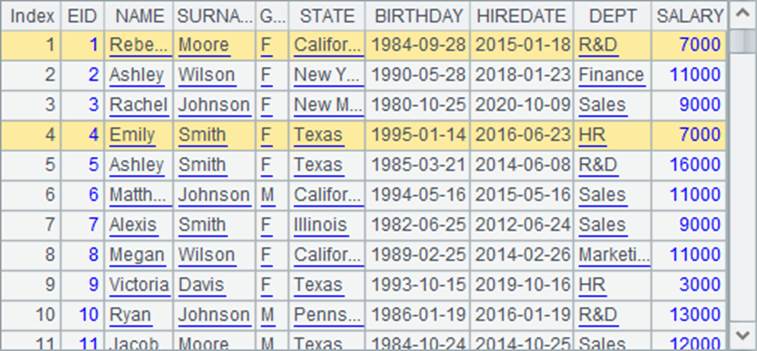 Index EID NAME SURNA... G... STATE BIRTHDAY HIREDATE DEPT SALARY
1 1 Rebe... Moore F Califor... 1984-09-28 2015-01-18 R&D 7000
2 2 Ashley Wilson F New Y... 1990-05-28 2018-01-23 Finance 11000
3 3 Rachel Johnson F New M... 1980-10-25 2020-10-09 Sales 9000
4 4 Emily Smith F Texas 1995-01-14 2016-06-23 HR 7000
5 5 Ashley Smith F Texas 1985-03-21 2014-06-08 R&D 16000
6 6 Matth... Johnson M Califor... 1994-05-16 2015-05-16 Sales 11000
7 7 Alexis Smith F Illinois 1982-06-25 2012-06-24 Sales 9000
8 8 Megan Wilson F Califor... 1989-02-25 2014-02-26 Marketi... 11000
9 9 Victoria Davis F Texas 1993-10-15 2019-10-16 HR 3000
10 10 Ryan Johnson M Penns... 1986-01-19 2016-01-19 R&D 13000
11 11 Jacob Moore M Texas 1984-10-24 2014-10-25 Sales 12000